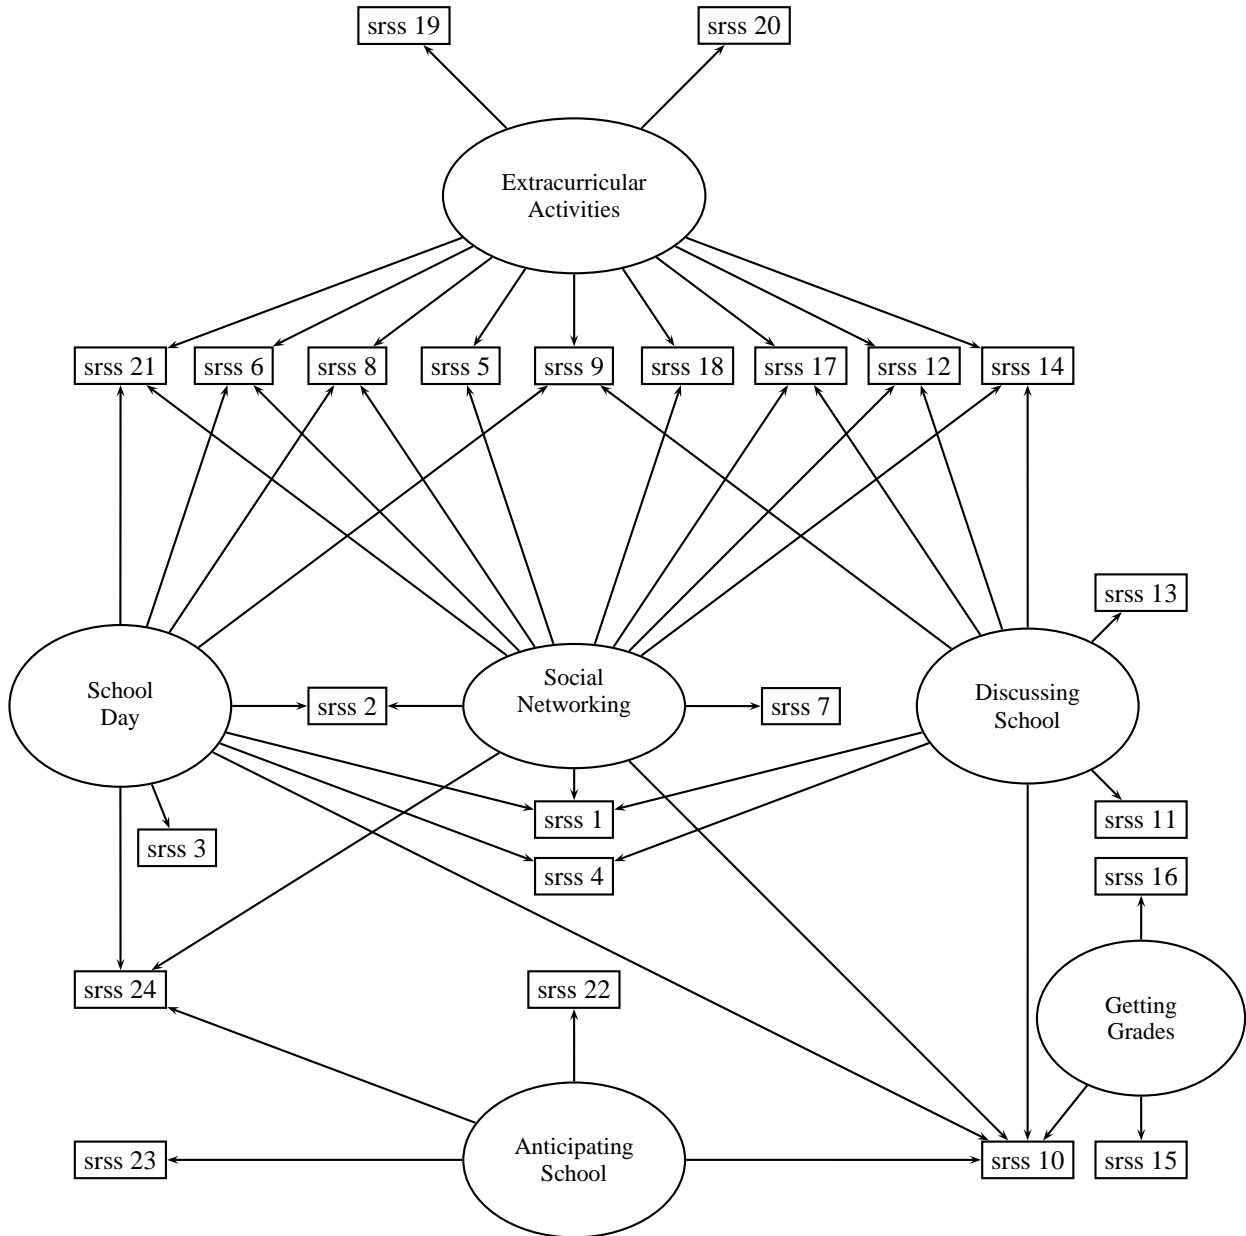 srss 19
srss 20
Extracurricular
Activities
srss 21
srss 6
srss 8
srss 5
srss 9
srss 18
srss 17
srss 12
srss 14
srss 13
School
Day
srss 2
Social
Networking
srss 7
Discussing
School
srss 1
srss 11
srss 3
srss 4
srss 16
srss 24
srss 22
Getting
Grades
srss 23
Anticipating
School
srss 10
srss 15